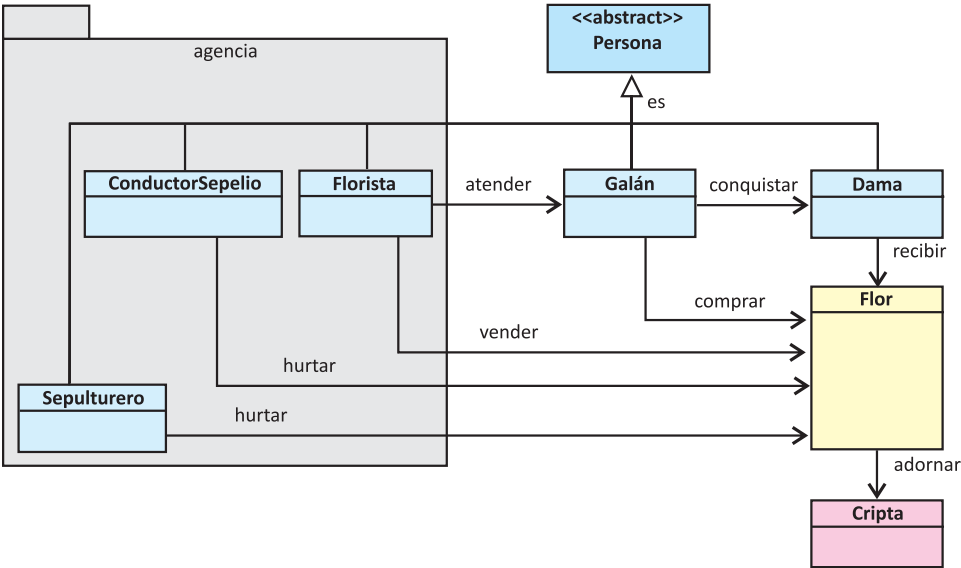 <<abstract>>
Persona
agencia
es
ConductorSepelio
Florista
atender
Galán
conquistar
Dama
recibir
Flor
comprar
vender
hurtar
Sepulturero
hurtar
adornar
Cripta